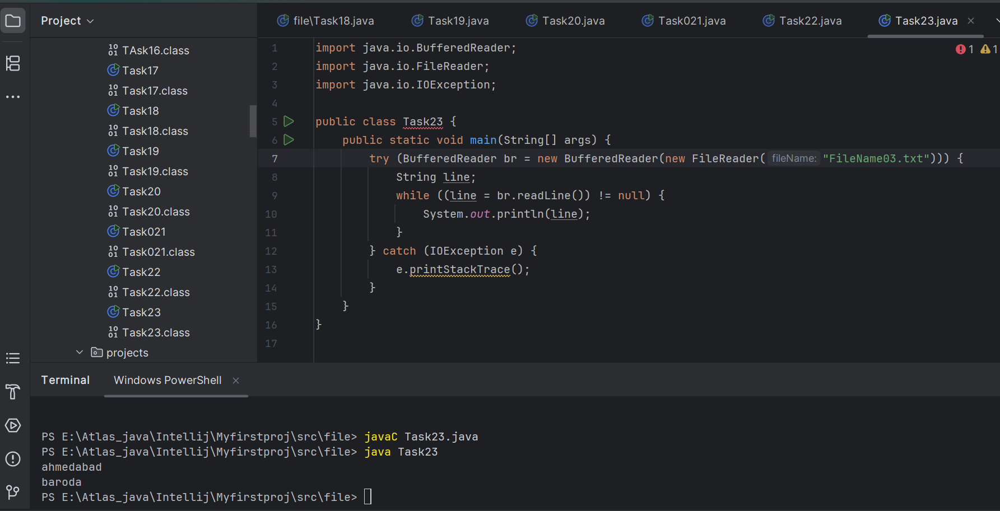 Project
TAsk16.class
Task17
Task17.class
Task18
Task18.class
Task19
Task19.class
Task20
Task20.class
Task021
Task021.class
Task22
Task22.class
Task23
Task23.class
projects
file\Task18.java
Task19.java
Task20.java
Task021.java
Task22.java
Task23.java
1 1
1 import java.io.BufferedReader;
2 import java.io.FileReader;
3 import java.io.IOException;
4
5 public class Task23 {
6 public static void main(String[] args) {
7 try (BufferedReader br = new BufferedReader(new FileReader( fileName: "FileName03.txt"))) {
8 String line;
9 while ((line = br.readLine()) != null) {
10 System.out.println(line);
11 }
12 } catch (IOException e) {
13 e.printStackTrace();
14 }
15 }
16 }
17
Terminal
Windows PowerShell
PS E:\Atlas_java\Intellij\Myfirstproj\src\file> javaC Task23.java
PS E:\Atlas_java\Intellij\Myfirstproj\src\file> java Task23
ahmedabad
baroda
PS E:\Atlas_java\Intellij\Myfirstproj\src\file>